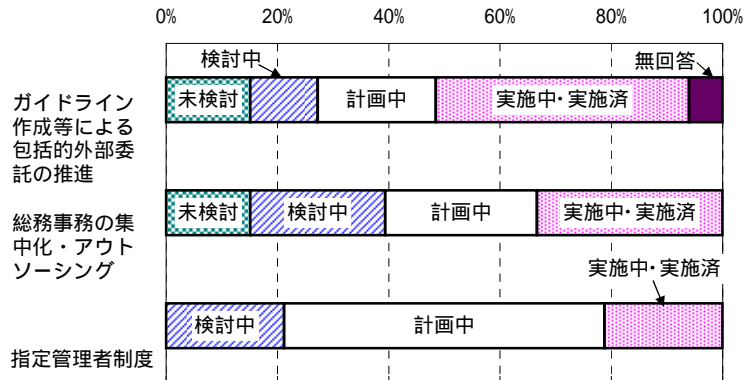 0% 20% 40% 60% 80% 100%
検討中 無回答
ガイドライン
作成等による
包括的外部委
託の推進
未検討 計画中 実施中・実施済
総務事務の集
中化・アウト
ソーシング
未検討 検討中 計画中 実施中・実施済
実施中・実施済
指定管理者制度
検討中 計画中